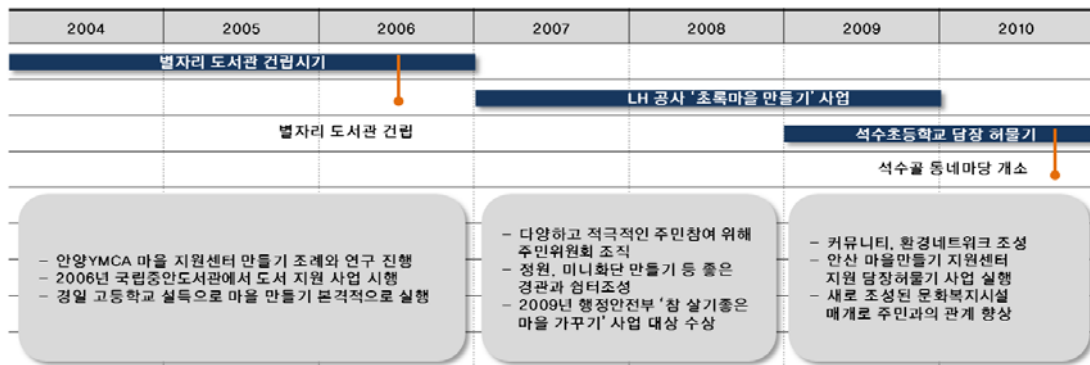 2004 2005 2006 2007 2008 2009 2010
별자리 도서관 건립시기
LH 공사 '초록마을 만들기' 사업
별자리 도서관 건립
석수초등학교 담장 허물기
석수골 동네마당 개소
– 안양YMCA 마을 지원센터 만들기 조례와 연구 진행
– 2006년 국립중안도서관에서 도서 지원 사업 시행
– 경일 고등학교 설득으로 마을 만들기 본격적으로 실행
– 다양하고 적극적인 주민참여 위해
주민위원회 조직
– 정원, 미니화단 만들기 등 좋은
경관과 쉼터조성
– 2009년 행정안전부 '참 살기좋은
마을 가꾸기' 사업 대상 수상
– 커뮤니티, 환경네트워크 조성
– 안산 마을만들기 지원센터
지원 담장허물기 사업 실행
– 새로 조성된 문화복지시설
매개로 주민과의 관계 향상